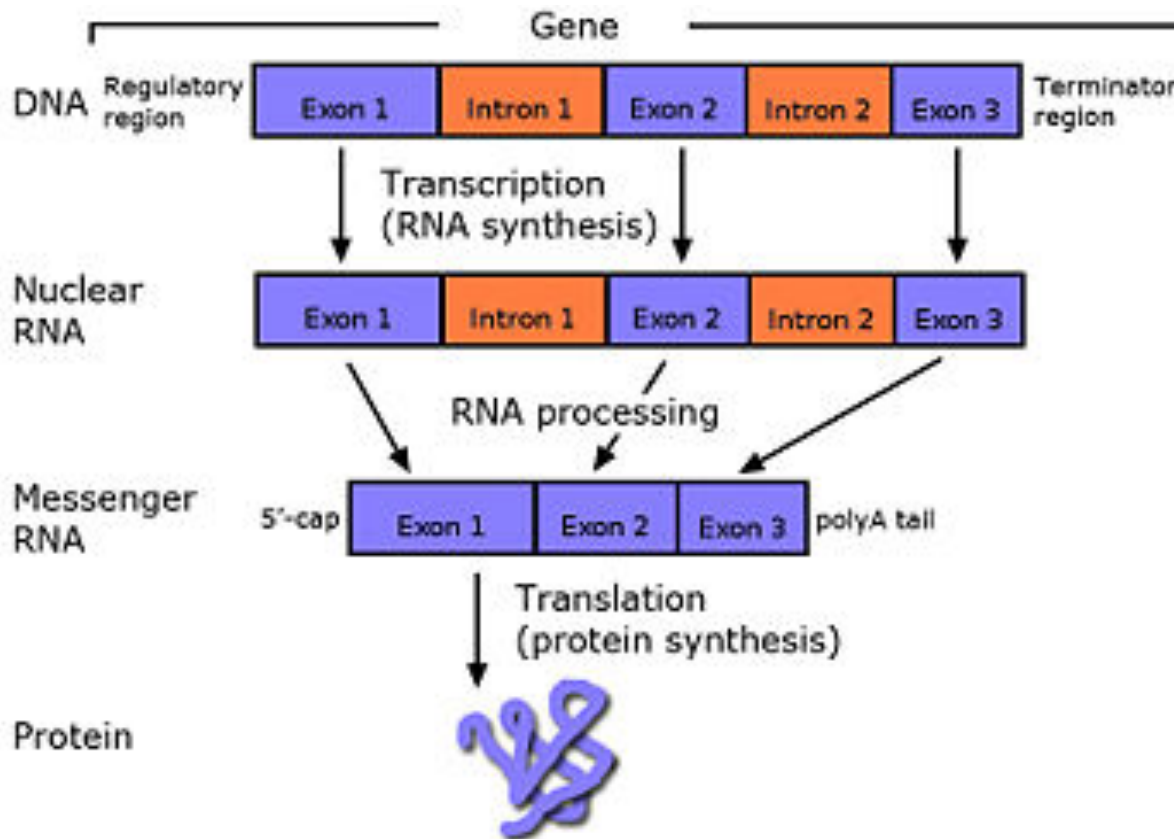 Gene
DNA
Regulatory
region
Exon 1
Intron 1
Exon 2
Intron 2
Exon 3
Terminator
region
Transcription
(RNA synthesis)
Nuclear
RNA
Exon 1
Intron 1
Exon 2
Intron 2
Exon 3
RNA processing
Messenger
RNA
5'-cap
Exon 1
Exon 2
Exon 3
polyA tail
Translation
(protein synthesis)
Protein